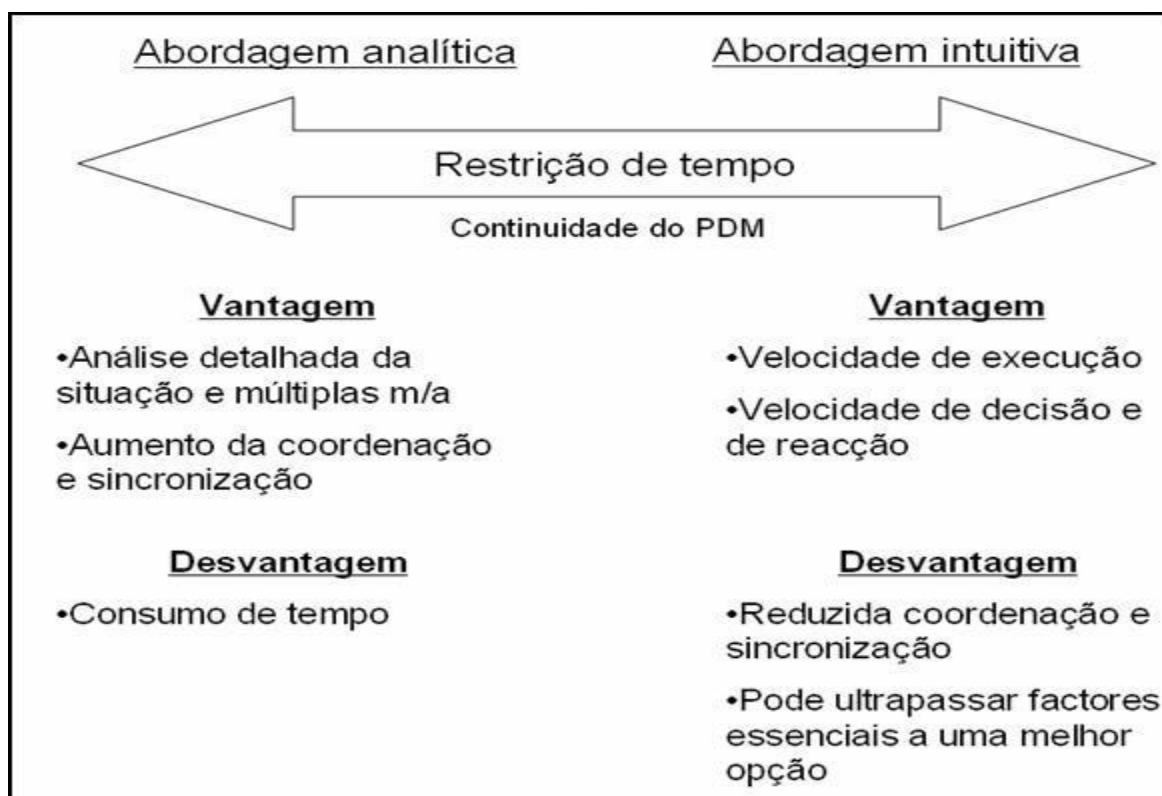 Abordagem analítica
Abordagem intuitiva
Restrição de tempo
Continuidade do PDM
Vantagem
•Análise detalhada da
situação e múltiplas m/a
•Aumento da coordenação
e sincronização
Desvantagem
•Consumo de tempo
Vantagem
•Velocidade de execução
•Velocidade de decisão e
de reacção
Desvantagem
•Reduzida coordenação e
sincronização
•Pode ultrapassar factores
essenciais a uma melhor
opção